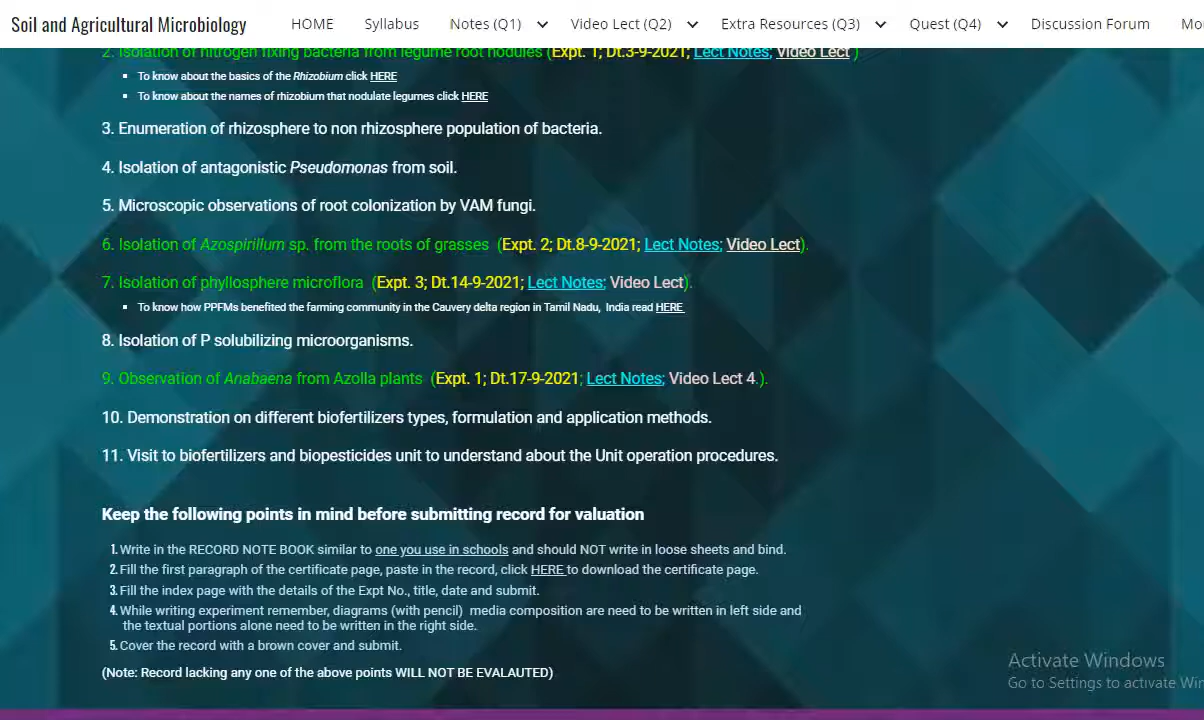 Soil and Agricultural Microbiology HOME Syllabus Notes (Q1) Video Lect (Q2) Extra Resources (Q3) Quest (Q4) Discussion Forum Mo
2. Isolation of nitrogen fixing bacteria from legume root nodules (Expt. 1; Dt.3-9-2021; Lect Notes; Video Lect )
▪ To know about the basics of the Rhizobium click HERE
▪ To know about the names of rhizobium that nodulate legumes click HERE
3. Enumeration of rhizosphere to non rhizosphere population of bacteria.
4. Isolation of antagonistic Pseudomonas from soil.
5. Microscopic observations of root colonization by VAM fungi.
6. Isolation of Azospirillum sp. from the roots of grasses (Expt. 2; Dt.8-9-2021; Lect Notes; Video Lect).
7. Isolation of phyllosphere microflora (Expt. 3; Dt.14-9-2021; Lect Notes; Video Lect).
▪ To know how PPFMs benefited the farming community in the Cauvery delta region in Tamil Nadu, India read HERE
8. Isolation of P solubilizing microorganisms.
9. Observation of Anabaena from Azolla plants (Expt. 1; Dt.17-9-2021; Lect Notes; Video Lect 4.).
10. Demonstration on different biofertilizers types, formulation and application methods.
11. Visit to biofertilizers and biopesticides unit to understand about the Unit operation procedures.
Keep the following points in mind before submitting record for valuation
1. Write in the RECORD NOTE BOOK similar to one you use in schools and should NOT write in loose sheets and bind.
2. Fill the first paragraph of the certificate page, paste in the record, click HERE to download the certificate page.
3. Fill the index page with the details of the Expt No., title, date and submit.
4. While writing experiment remember, diagrams (with pencil) media composition are need to be written in left side and
the textual portions alone need to be written in the right side.
5. Cover the record with a brown cover and submit.
(Note: Record lacking any one of the above points WILL NOT BE EVALAUTED)
Activate Windows
Go to Settings to activate Win